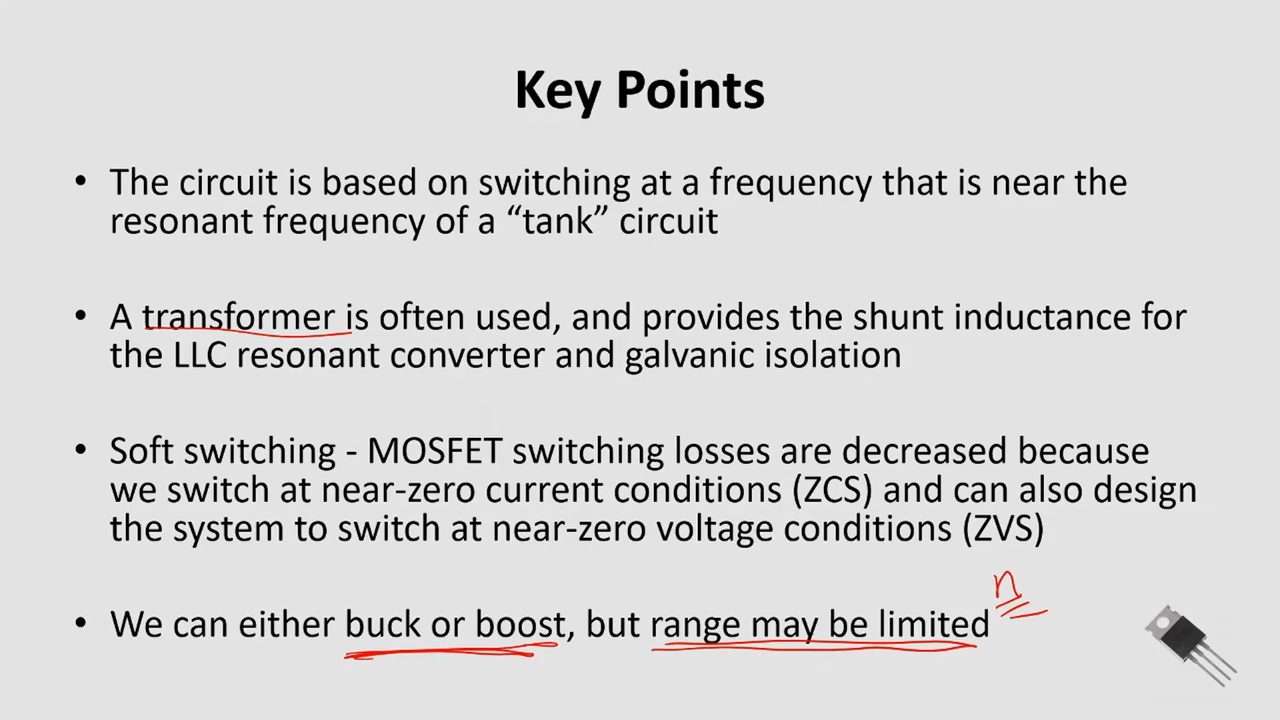 Key Points
• The circuit is based on switching at a frequency that is near the
resonant frequency of a “tank” circuit
• A transformer is often used, and provides the shunt inductance for
the LLC resonant converter and galvanic isolation
• Soft switching - MOSFET switching losses are decreased because
we switch at near-zero current conditions (ZCS) and can also design
the system to switch at near-zero voltage conditions (ZVS)
n
• We can either buck or boost, but range may be limited